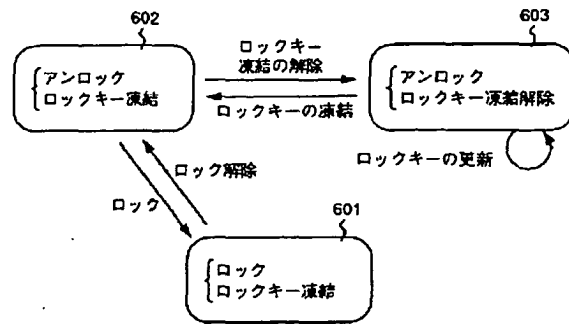 602
アンロック
ロックキー凍結
ロックキー
凍結の解除
ロックキーの凍結
603
アンロック
ロックキー凍結解除
ロックキーの更新
ロック解除
ロック
601
ロック
ロックキー凍結